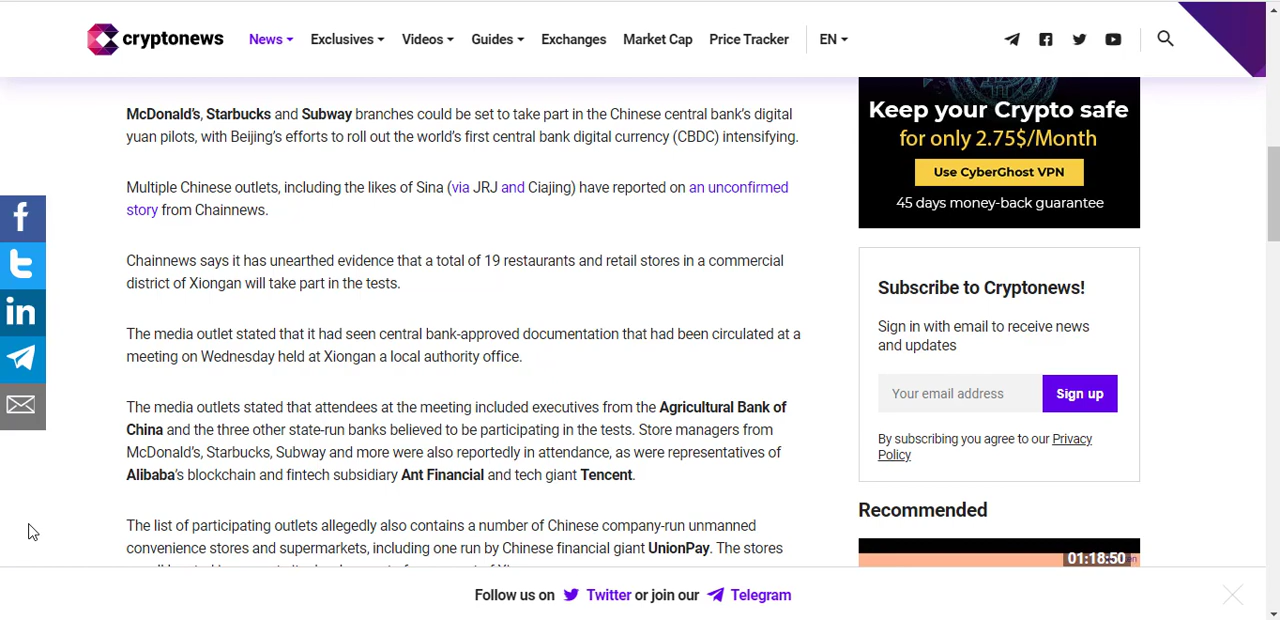 cryptonews
News
Exclusives
Videos
Guides
Exchanges
Market Cap
Price Tracker
EN
McDonald's, Starbucks and Subway branches could be set to take part in the Chinese central bank's digital
yuan pilots, with Beijing's efforts to roll out the world's first central bank digital currency (CBDC) intensifying.
Multiple Chinese outlets, including the likes of Sina (via JRJ and Ciajing) have reported on an unconfirmed
story from Chainnews.
Chainnews says it has unearthed evidence that a total of 19 restaurants and retail stores in a commercial
district of Xiongan will take part in the tests.
The media outlet stated that it had seen central bank-approved documentation that had been circulated at a
meeting on Wednesday held at Xiongan a local authority office.
The media outlets stated that attendees at the meeting included executives from the Agricultural Bank of
China and the three other state-run banks believed to be participating in the tests. Store managers from
McDonald's, Starbucks, Subway and more were also reportedly in attendance, as were representatives of
Alibaba's blockchain and fintech subsidiary Ant Financial and tech giant Tencent.
The list of participating outlets allegedly also contains a number of Chinese company-run unmanned
convenience stores and supermarkets, including one run by Chinese financial giant UnionPay. The stores
Keep your Crypto safe
for only 2.75$/Month
Use CyberGhost VPN
45 days money-back guarantee
Subscribe to Cryptonews!
Sign in with email to receive news
and updates
Your email address
Sign up
By subscribing you agree to our Privacy
Policy
Recommended
01:18:50
Follow us on Twitter or join our Telegram